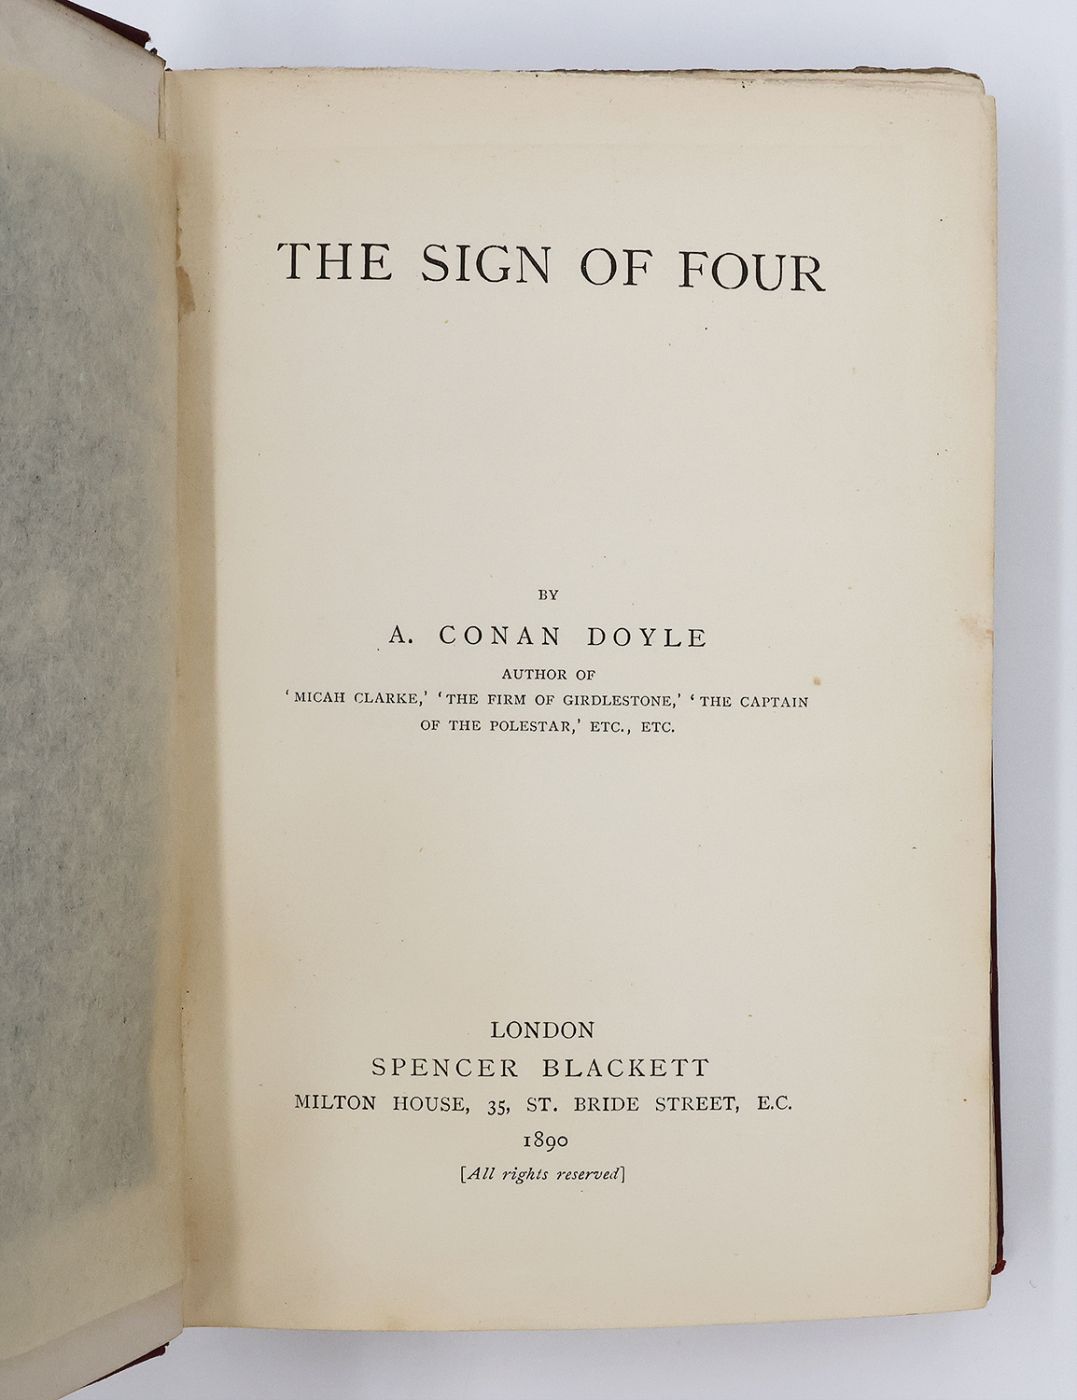 THE SIGN OF FOUR
BY
A. CONAN DOYLE
AUTHOR OF
‘MICAH CLARKE,’ ‘THE FIRM OF GIRDLESTONE,’ ‘THE CAPTAIN
OF THE POLESTAR,’ ETC., ETC.
LONDON
SPENCER BLACKETT
MILTON HOUSE, 35, ST. BRIDE STREET, E.C.
1890
[All rights reserved]